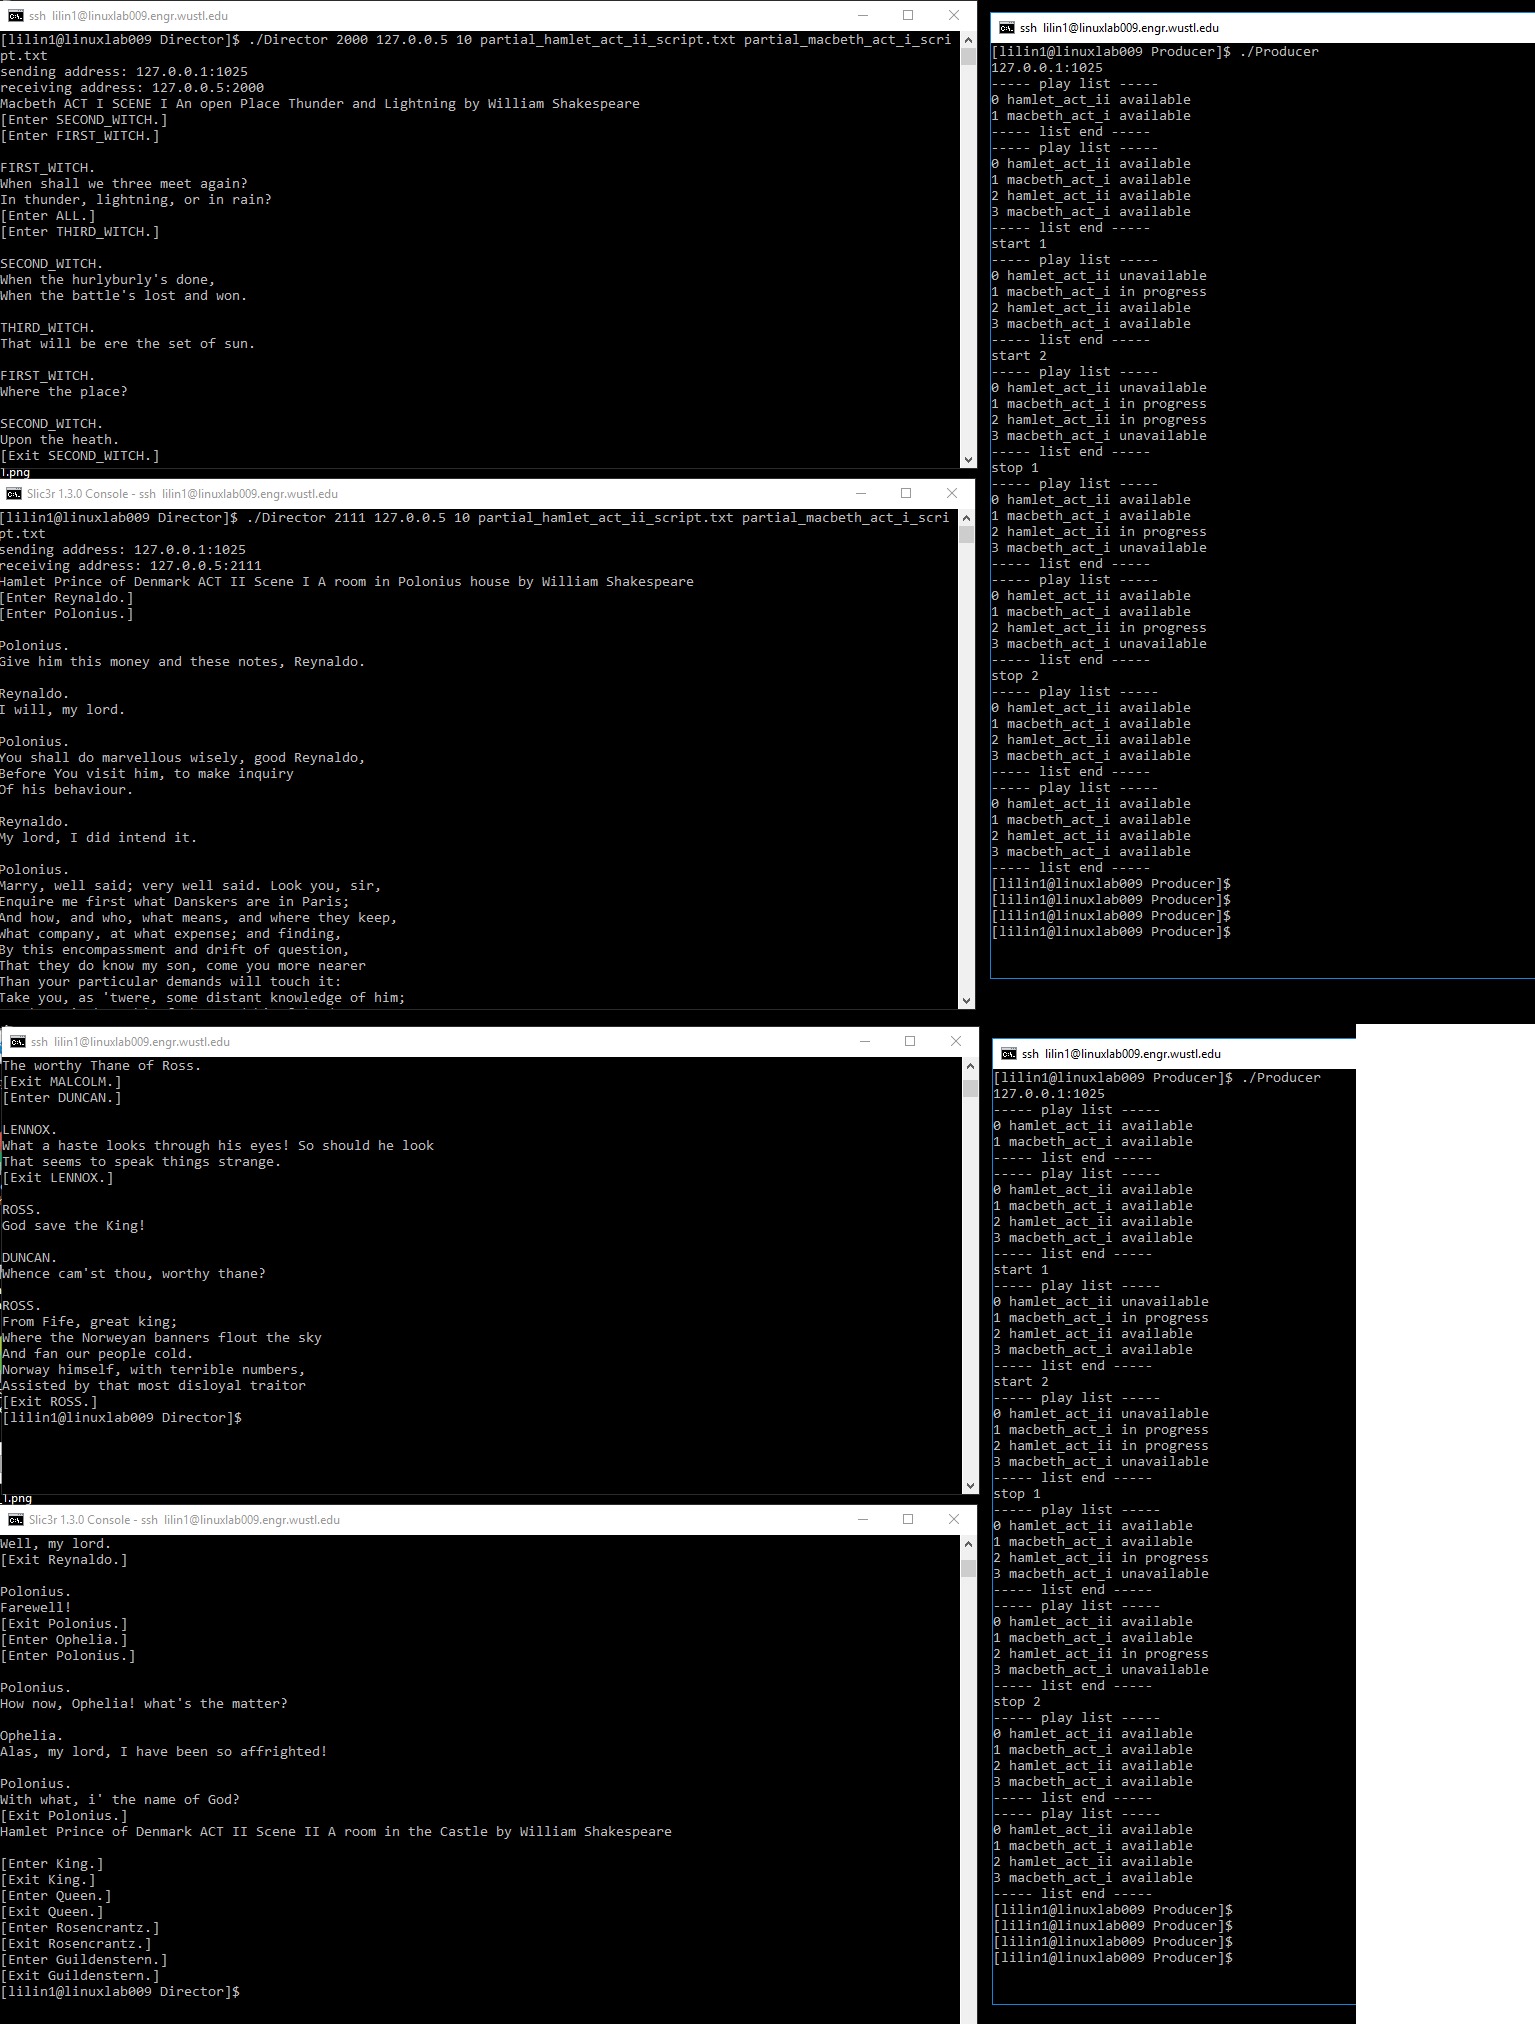 ssh lilin1@linuxlab009.engr.wustl.edu
[lilin1@linuxlab009 Director]$ ./Director 2000 127.0.0.5 10 partial_hamlet_act_ii_script.txt partial_macbeth_act_i_scri
pt.txt
sending address: 127.0.0.1:1025
receiving address: 127.0.0.5:2000
Macbeth ACT I SCENE I An open Place Thunder and Lightning by William Shakespeare
[Enter SECOND_WITCH.]
[Enter FIRST_WITCH.]
FIRST_WITCH.
When shall we three meet again?
In thunder, lightning, or in rain?
[Enter ALL.]
[Enter THIRD_WITCH.]
SECOND_WITCH.
When the hurlyburly's done,
When the battle's lost and won.
THIRD_WITCH.
That will be ere the set of sun.
FIRST_WITCH.
Where the place?
SECOND_WITCH.
Upon the heath.
[Exit SECOND_WITCH.]
1.png
Slic3r 1.3.0 Console - ssh lilin1@linuxlab009.engr.wustl.edu
[lilin1@linuxlab009 Director]$ ./Director 2111 127.0.0.5 10 partial_hamlet_act_ii_script.txt partial_macbeth_act_i_scri
pt.txt
sending address: 127.0.0.1:1025
receiving address: 127.0.0.5:2111
Hamlet Prince of Denmark ACT II Scene I A room in Polonius house by William Shakespeare
[Enter Reynaldo.]
[Enter Polonius.]
Polonius.
Give him this money and these notes, Reynaldo.
Reynaldo.
I will, my lord.
Polonius.
You shall do marvellous wisely, good Reynaldo,
Before You visit him, to make inquiry
Of his behaviour.
Reynaldo.
My lord, I did intend it.
Polonius.
Marry, well said; very well said. Look you, sir,
Enquire me first what Danskers are in Paris;
And how, and who, what means, and where they keep,
What company, at what expense; and finding,
By this encompassment and drift of question,
That they do know my son, come you more nearer
Than your particular demands will touch it:
Take you, as 'twere, some distant knowledge of him;
ssh lilin1@linuxlab009.engr.wustl.edu
[lilin1@linuxlab009 Producer]$ ./Producer
127.0.0.1:1025
----- play list -----
0 hamlet_act_ii available
1 macbeth_act_i available
----- list end -----
----- play list -----
0 hamlet_act_ii available
1 macbeth_act_i available
2 hamlet_act_ii available
3 macbeth_act_i available
----- list end -----
start 1
----- play list -----
0 hamlet_act_ii unavailable
1 macbeth_act_i in progress
2 hamlet_act_ii available
3 macbeth_act_i available
----- list end -----
start 2
----- play list -----
0 hamlet_act_ii unavailable
1 macbeth_act_i in progress
2 hamlet_act_ii in progress
3 macbeth_act_i unavailable
----- list end -----
stop 1
----- play list -----
0 hamlet_act_ii available
1 macbeth_act_i available
2 hamlet_act_ii in progress
3 macbeth_act_i unavailable
----- list end -----
----- play list -----
0 hamlet_act_ii available
1 macbeth_act_i available
2 hamlet_act_ii in progress
3 macbeth_act_i unavailable
----- list end -----
stop 2
----- play list -----
0 hamlet_act_ii available
1 macbeth_act_i available
2 hamlet_act_ii available
3 macbeth_act_i available
----- list end -----
----- play list -----
0 hamlet_act_ii available
1 macbeth_act_i available
2 hamlet_act_ii available
3 macbeth_act_i available
----- list end -----
[lilin1@linuxlab009 Producer]$
[lilin1@linuxlab009 Producer]$
[lilin1@linuxlab009 Producer]$
[lilin1@linuxlab009 Producer]$
ssh lilin1@linuxlab009.engr.wustl.edu
The worthy Thane of Ross.
[Exit MALCOLM.]
[Enter DUNCAN.]
LENNOX.
What a haste looks through his eyes! So should he look
That seems to speak things strange.
[Exit LENNOX.]
ROSS.
God save the King!
DUNCAN.
Whence cam'st thou, worthy thane?
ROSS.
From Fife, great king;
Where the Norweyan banners flout the sky
And fan our people cold.
Norway himself, with terrible numbers,
Assisted by that most disloyal traitor
[Exit ROSS.]
[lilin1@linuxlab009 Director]$
1.png
Slic3r 1.3.0 Console - ssh lilin1@linuxlab009.engr.wustl.edu
Well, my lord.
[Exit Reynaldo.]
Polonius.
Farewell!
[Exit Polonius.]
[Enter Ophelia.]
[Enter Polonius.]
Polonius.
How now, Ophelia! what's the matter?
Ophelia.
Alas, my lord, I have been so affrighted!
Polonius.
With what, i' the name of God?
[Exit Polonius.]
Hamlet Prince of Denmark ACT II Scene II A room in the Castle by William Shakespeare
[Enter King.]
[Exit King.]
[Enter Queen.]
[Exit Queen.]
[Enter Rosencrantz.]
[Exit Rosencrantz.]
[Enter Guildenstern.]
[Exit Guildenstern.]
[lilin1@linuxlab009 Director]$
ssh lilin1@linuxlab009.engr.wustl.edu
[lilin1@linuxlab009 Producer]$ ./Producer
127.0.0.1:1025
----- play list -----
0 hamlet_act_ii available
1 macbeth_act_i available
----- list end -----
----- play list -----
0 hamlet_act_ii available
1 macbeth_act_i available
2 hamlet_act_ii available
3 macbeth_act_i available
----- list end -----
start 1
----- play list -----
0 hamlet_act_ii unavailable
1 macbeth_act_i in progress
2 hamlet_act_ii available
3 macbeth_act_i available
----- list end -----
start 2
----- play list -----
0 hamlet_act_ii unavailable
1 macbeth_act_i in progress
2 hamlet_act_ii in progress
3 macbeth_act_i unavailable
----- list end -----
stop 1
----- play list -----
0 hamlet_act_ii available
1 macbeth_act_i available
2 hamlet_act_ii in progress
3 macbeth_act_i unavailable
----- list end -----
----- play list -----
0 hamlet_act_ii available
1 macbeth_act_i available
2 hamlet_act_ii in progress
3 macbeth_act_i unavailable
----- list end -----
stop 2
----- play list -----
0 hamlet_act_ii available
1 macbeth_act_i available
2 hamlet_act_ii available
3 macbeth_act_i available
----- list end -----
----- play list -----
0 hamlet_act_ii available
1 macbeth_act_i available
2 hamlet_act_ii available
3 macbeth_act_i available
----- list end -----
[lilin1@linuxlab009 Producer]$
[lilin1@linuxlab009 Producer]$
[lilin1@linuxlab009 Producer]$
[lilin1@linuxlab009 Producer]$